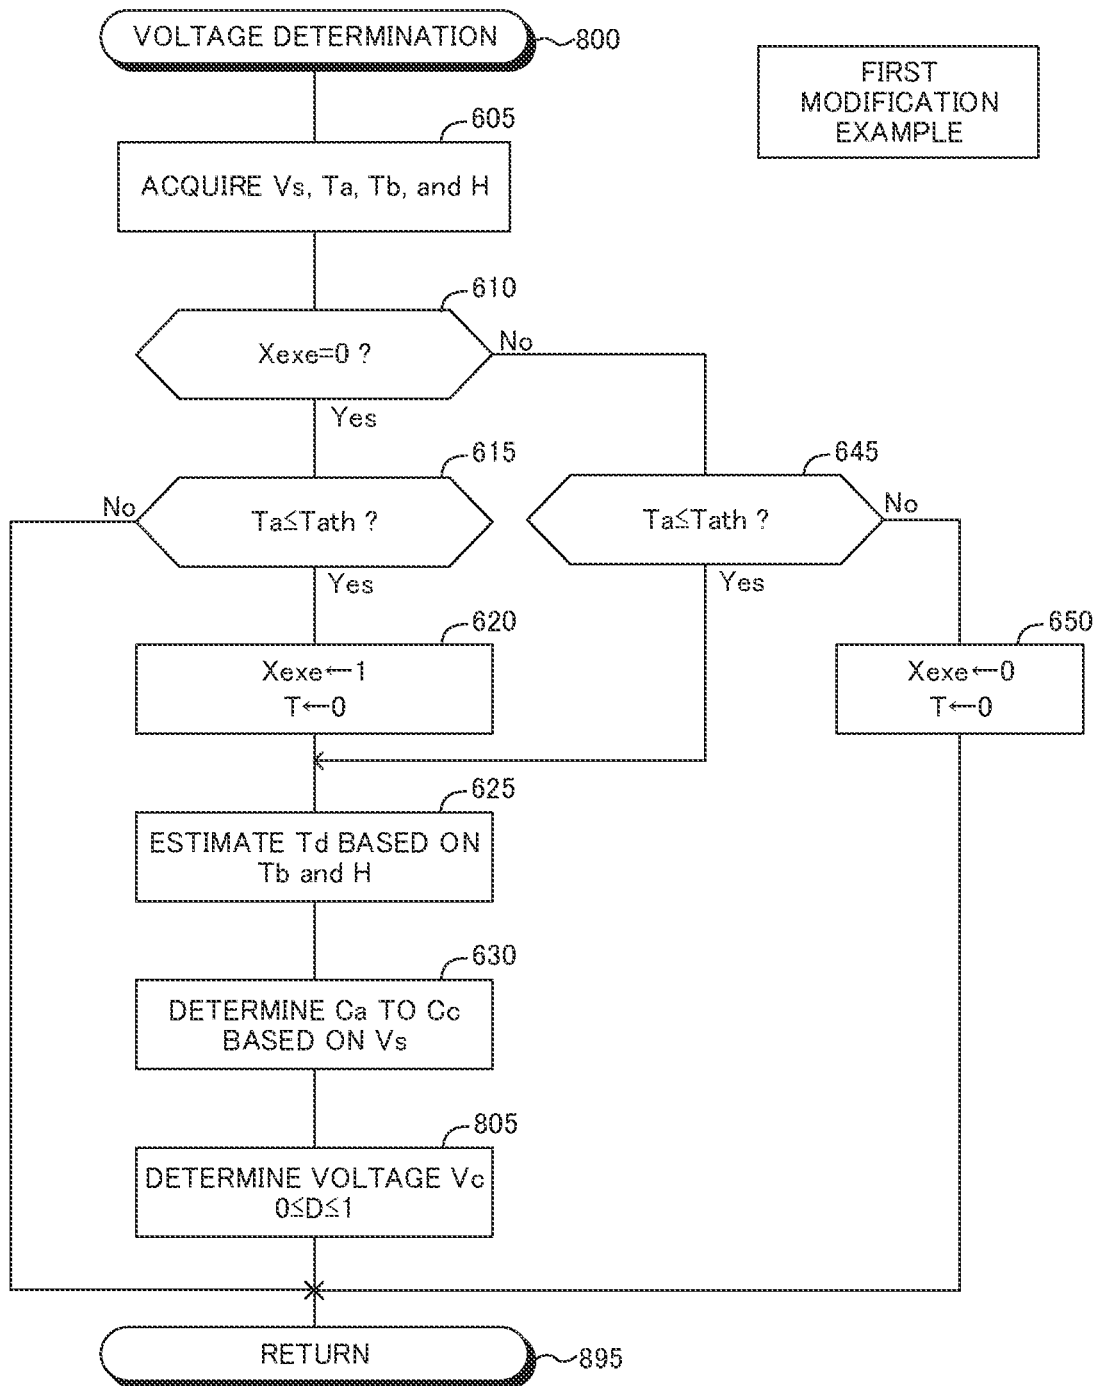 VOLTAGE DETERMINATION
800
FIRST
MODIFICATION
EXAMPLE
605
ACQUIRE Vs, Ta, Tb, and H
610
Xexe=0 ?
No
Yes
615
Ta≤Tath ?
No
Yes
645
Ta≤Tath ?
No
Yes
620
Xexe←1
T←0
650
Xexe←0
T←0
625
ESTIMATE Td BASED ON
Tb and H
630
DETERMINE Ca TO Cc
BASED ON Vs
805
DETERMINE VOLTAGE Vc
0≤D≤1
RETURN
895